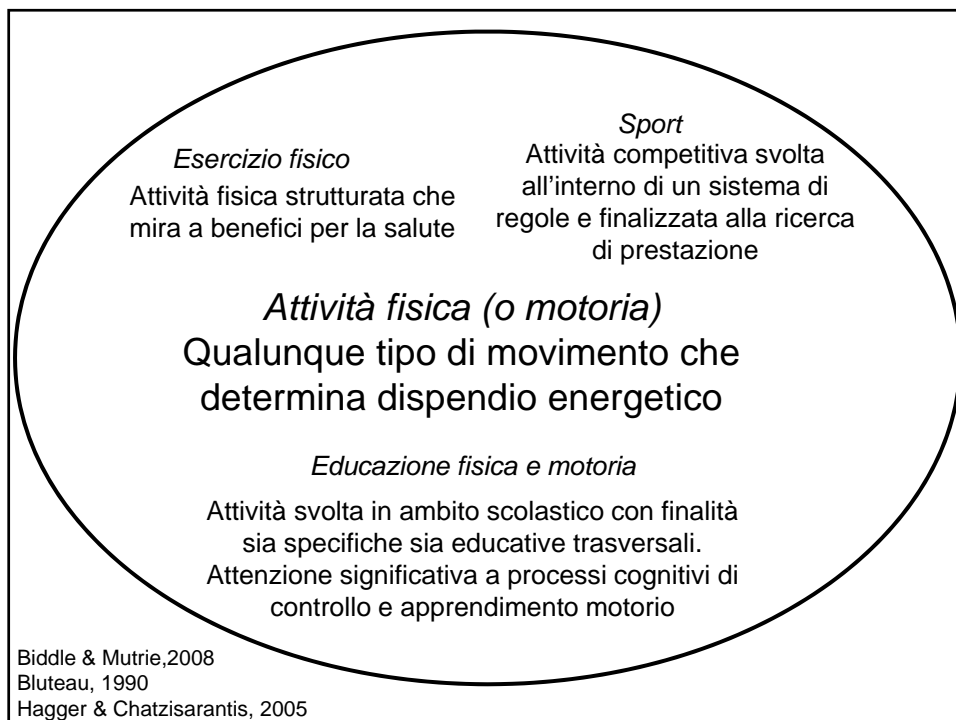 Esercizio fisico
Attività fisica strutturata che
mira a benefici per la salute
Sport
Attività competitiva svolta
all’interno di un sistema di
regole e finalizzata alla ricerca
di prestazione
Attività fisica (o motoria)
Qualunque tipo di movimento che
determina dispendio energetico
Educazione fisica e motoria
Attività svolta in ambito scolastico con finalità
sia specifiche sia educative trasversali.
Attenzione significativa a processi cognitivi di
controllo e apprendimento motorio
Biddle & Mutrie,2008
Bluteau, 1990
Hagger & Chatzisarantis, 2005